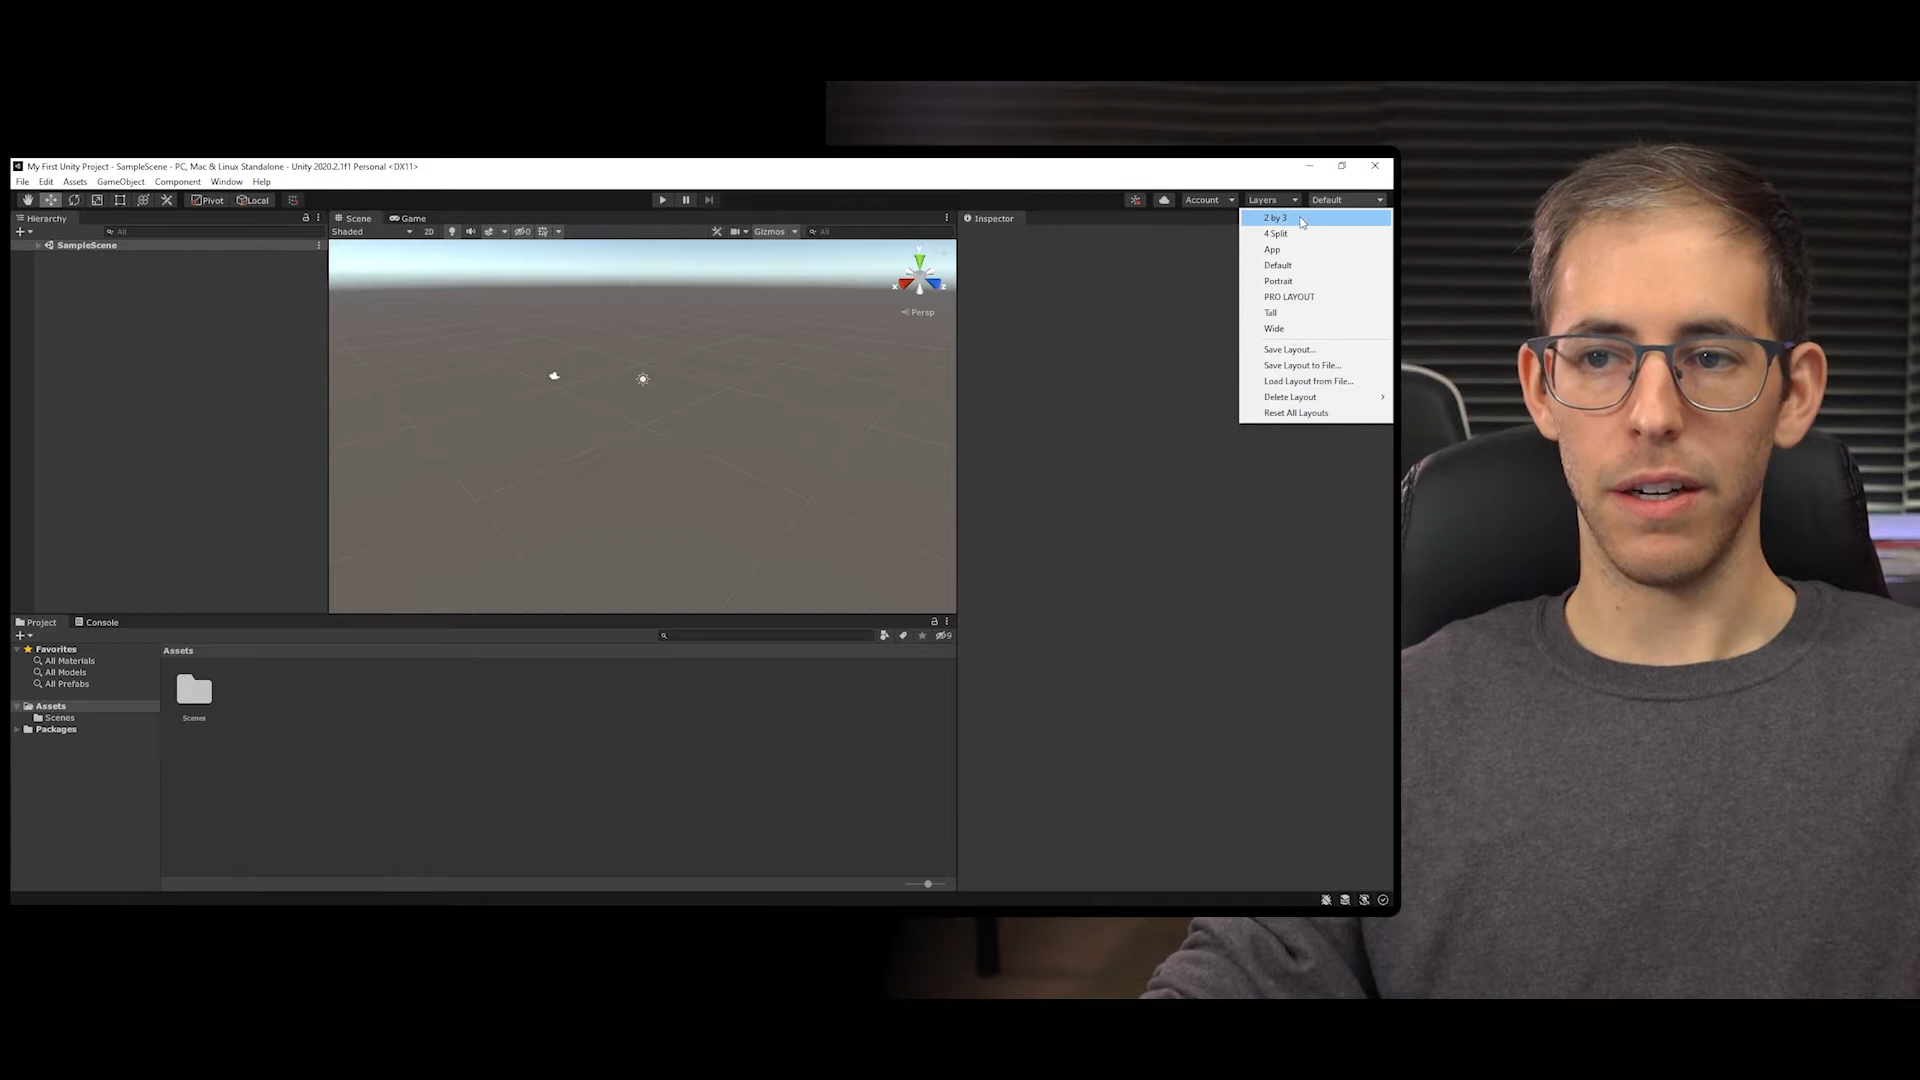 My First Unity Project - SampleScene - PC, Mac & Linux Standalone - Unity 2020.2.1f1 Personal <DX11>
File Edit Assets GameObject Component Window Help
Pivot Local Account Layers Default
Hierarchy
All
SampleScene
Scene Game
Shaded 2D 0 Gizmos All
y
x z
Persp
Inspector
2 by 3
4 Split
App
Default
Portrait
PRO LAYOUT
Tall
Wide
Save Layout...
Save Layout to File...
Load Layout from File...
Delete Layout
Reset All Layouts
Project Console
9
Favorites
All Materials
All Models
All Prefabs
Assets
Scenes
Packages
Assets
Scenes